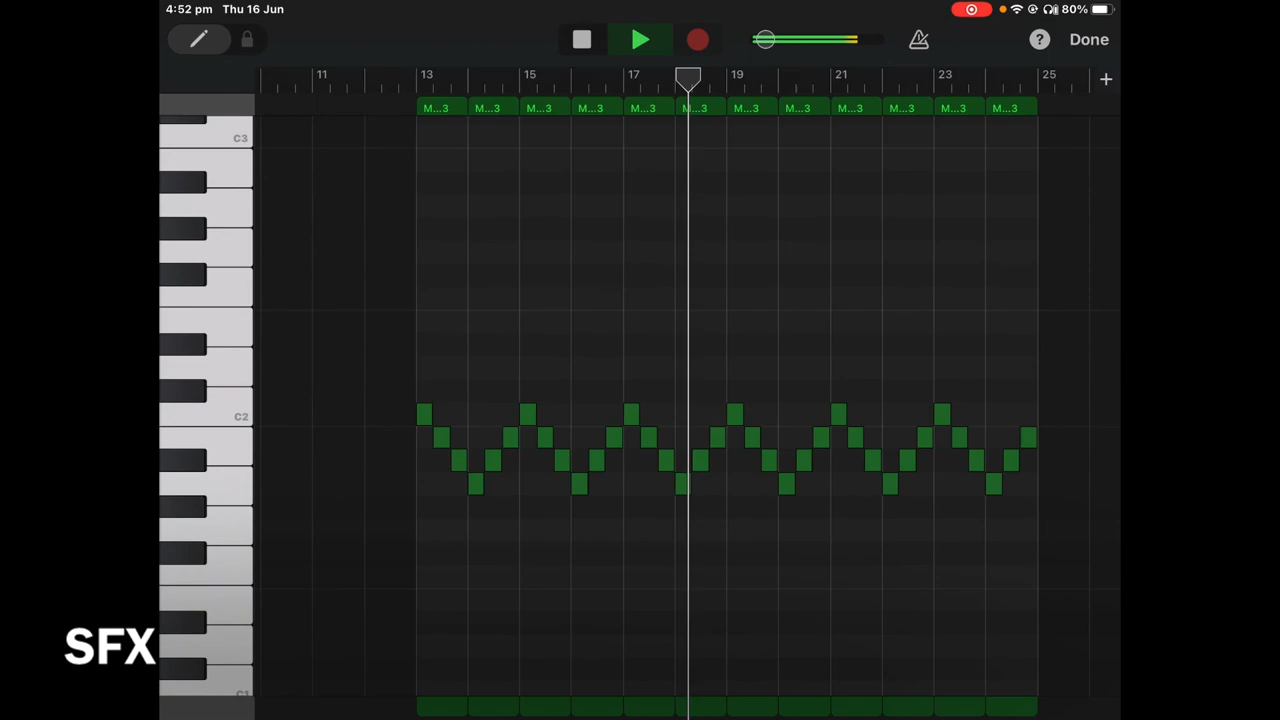 4:52 pm Thu 16 Jun 80%
? Done
11 13 15 17 19 21 23 25 +
M...3 M...3 M...3 M...3 M...3 M...3 M...3 M...3 M...3 M...3 M...3 M...3
C3
C2
SFX
C1